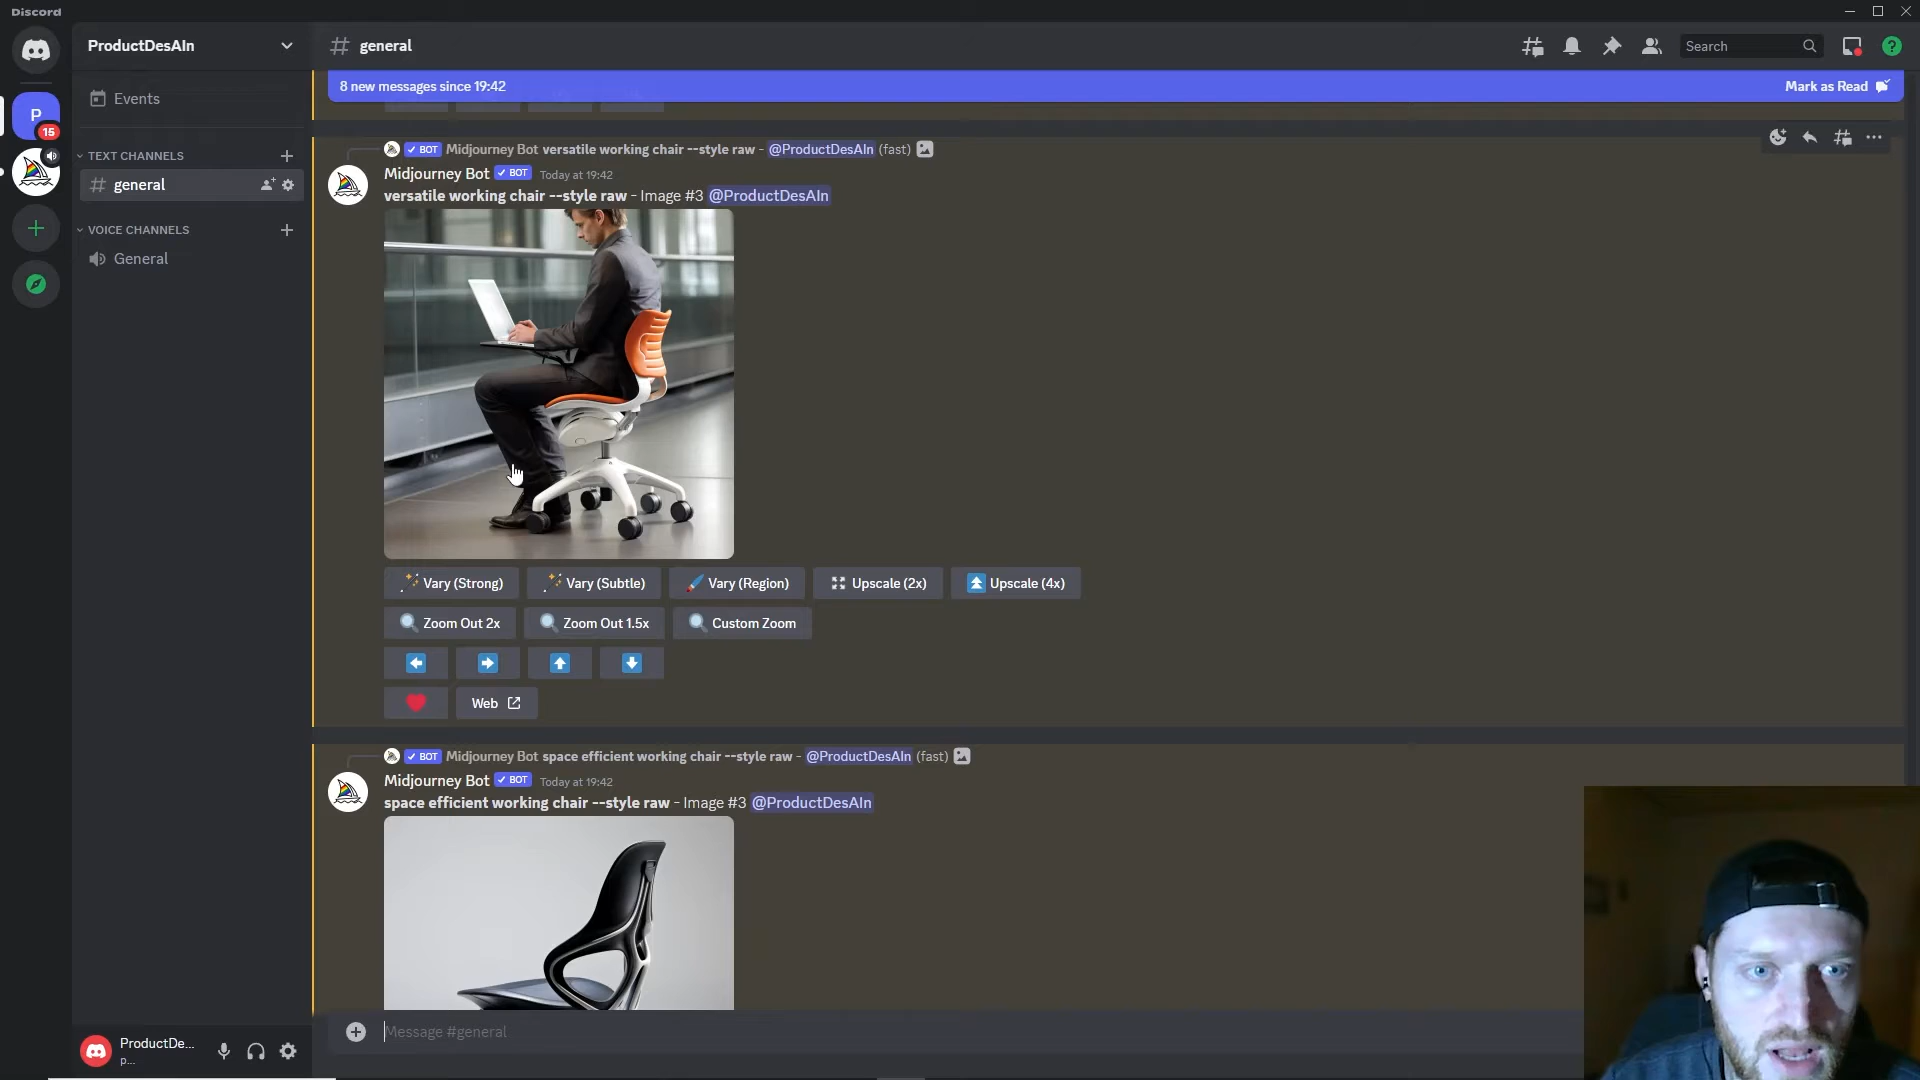 Discord
ProductDesAIn
general
Search
8 new messages since 19:42
Mark as Read
Events
P
15
TEXT CHANNELS
general
VOICE CHANNELS
General
BOT Midjourney Bot versatile working chair --style raw - @ProductDesAIn (fast)
Midjourney Bot BOT Today at 19:42
versatile working chair --style raw - Image #3 @ProductDesAIn
Vary (Strong) Vary (Subtle) Vary (Region) Upscale (2x) Upscale (4x)
Zoom Out 2x Zoom Out 1.5x Custom Zoom
Web
BOT Midjourney Bot space efficient working chair --style raw - @ProductDesAIn (fast)
Midjourney Bot BOT Today at 19:42
space efficient working chair --style raw - Image #3 @ProductDesAIn
Message #general
ProductDe...
p...